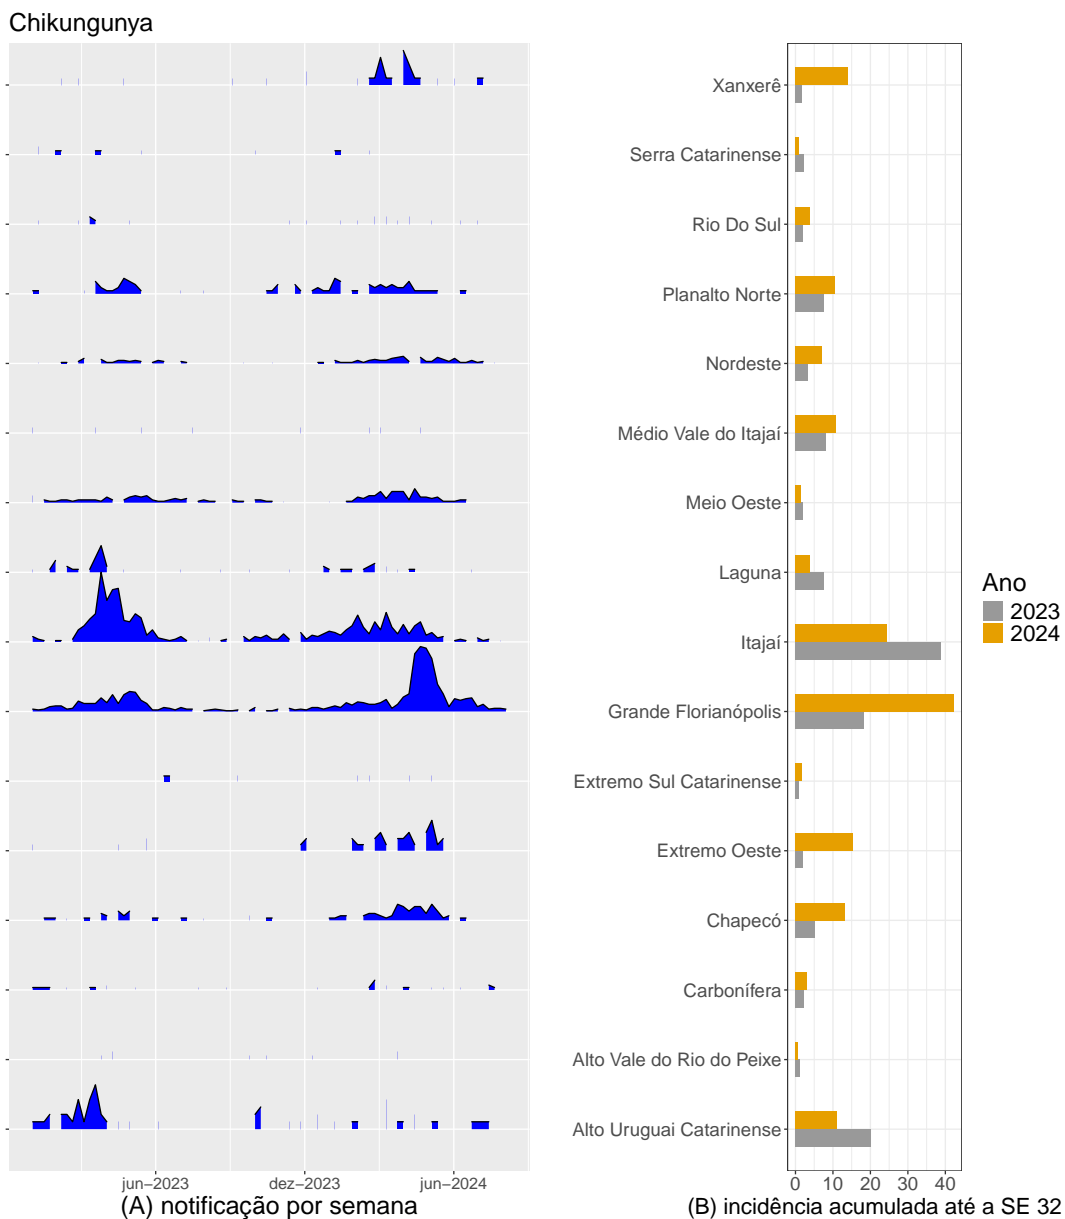 Chikungunya
Xanxerê
Serra Catarinense
Rio Do Sul
Planalto Norte
Nordeste
Médio Vale do Itajaí
Meio Oeste
Laguna
Itajaí
Grande Florianópolis
Extremo Sul Catarinense
Extremo Oeste
Chapecó
Carbonífera
Alto Vale do Rio do Peixe
Alto Uruguai Catarinense
Ano
2023
2024
jun−2023 dez−2023 jun−2024
0 10 20 30 40
(A) notificação por semana
(B) incidência acumulada até a SE 32